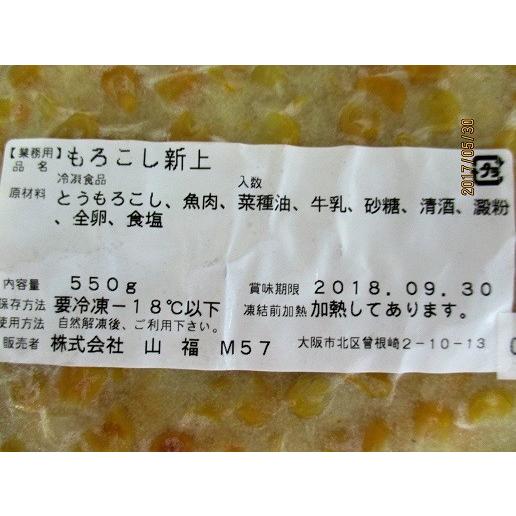 【業務用】
品 名 もろこし新上
冷凍食品 入数
原材料 とうもろこし、魚肉、菜種油、牛乳、砂糖、清酒、澱粉
、全卵、食塩
内容量 550g 賞味期限 2018.09.30
保存方法 要冷凍-18℃以下 凍結前加熱 加熱してあります。
使用方法 自然解凍後、ご利用下さい。
販売者 株式会社 山福 M57 大阪市北区曾根崎2-10-13
プラ
2017/05/30